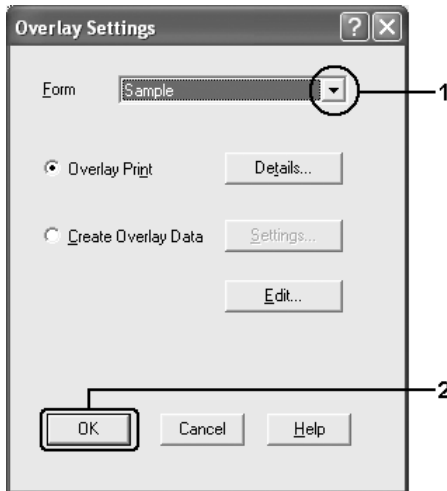 Overlay Settings
Form Sample 1
Overlay Print Details...
Create Overlay Data Settings...
Edit...
2
OK Cancel Help